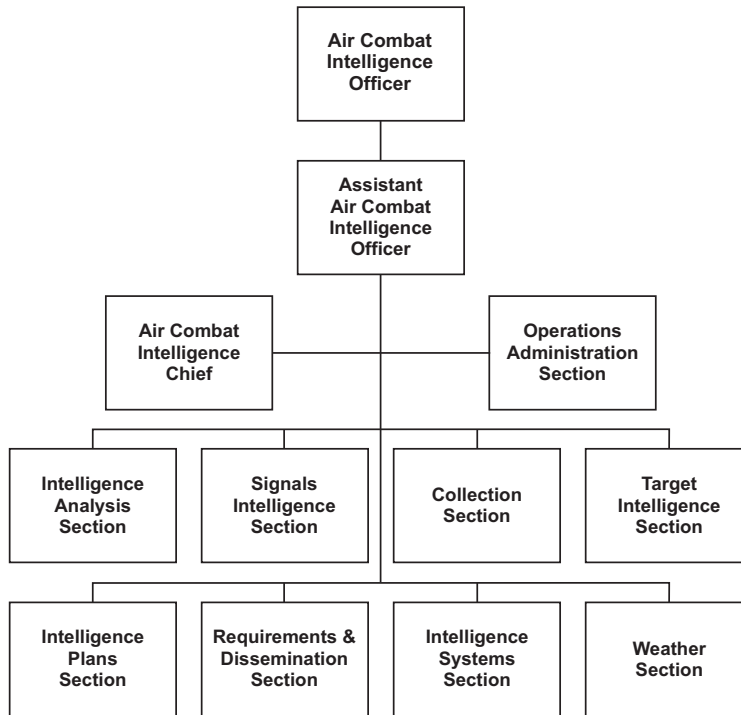 Air Combat
Intelligence
Officer
Assistant
Air Combat
Intelligence
Officer
Air Combat
Intelligence
Chief
Operations
Administration
Section
Intelligence
Analysis
Section
Signals
Intelligence
Section
Collection
Section
Target
Intelligence
Section
Intelligence
Plans
Section
Requirements &
Dissemination
Section
Intelligence
Systems
Section
Weather
Section